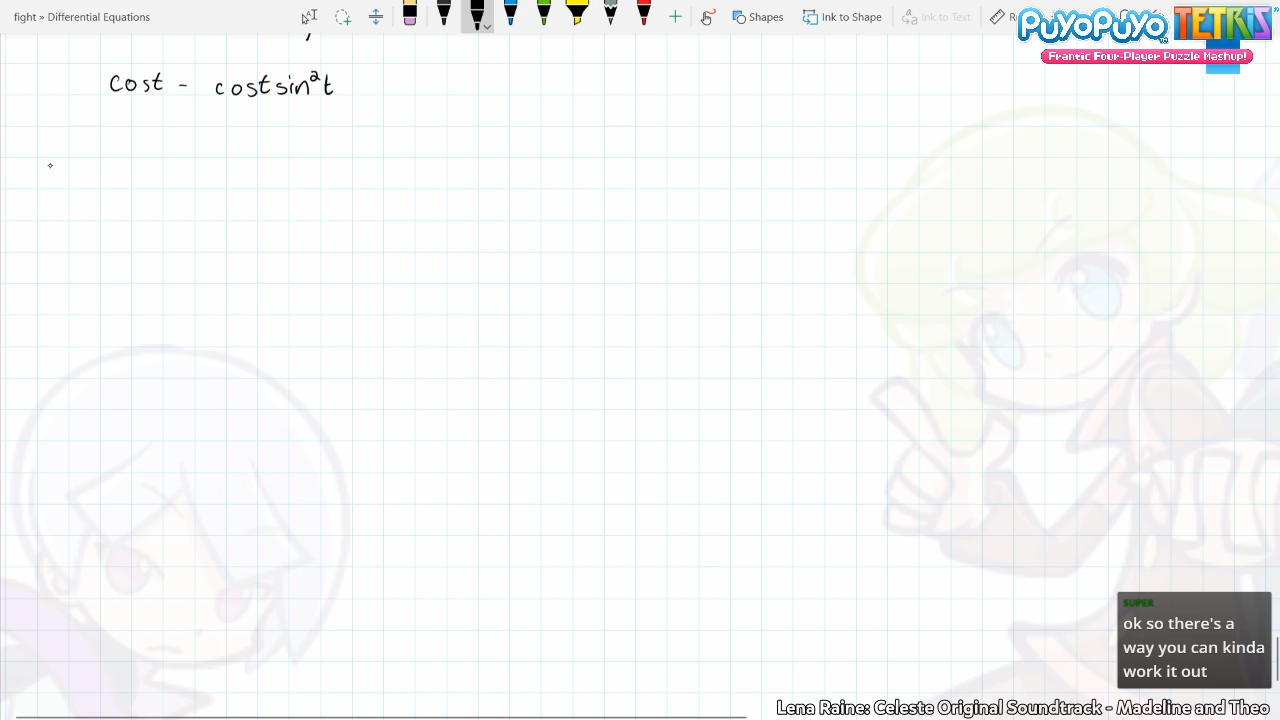 fight » Differential Equations
Shapes
Ink to Shape
Ink to Text
PUYOPUYO TETRIS
Frantic Four-Player Puzzle Mashup!
cost - costsin²t
SUPER
ok so there's a
way you can kinda
work it out
Lena Raine: Celeste Original Soundtrack - Madeline and Theo